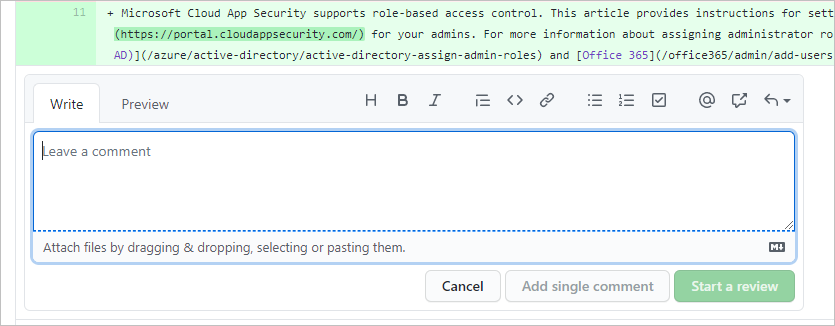 11 + Microsoft Cloud App Security supports role-based access control. This article provides instructions for sett
(https://portal.cloudappsecurity.com/) for your admins. For more information about assigning administrator ro
AD)](/azure/active-directory/active-directory-assign-admin-roles) and [Office 365](/office365/admin/add-users
Write Preview H B I @
Leave a comment
Attach files by dragging & dropping, selecting or pasting them.
Cancel Add single comment Start a review